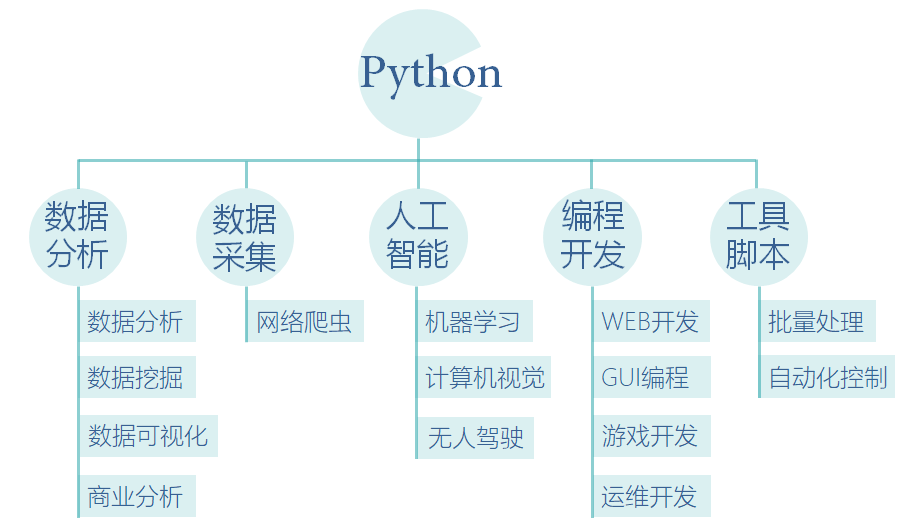 Python
数据
分析
数据
采集
人工
智能
编程
开发
工具
脚本
数据分析
数据挖掘
数据可视化
商业分析
网络爬虫
机器学习
计算机视觉
无人驾驶
WEB开发
GUI编程
游戏开发
运维开发
批量处理
自动化控制